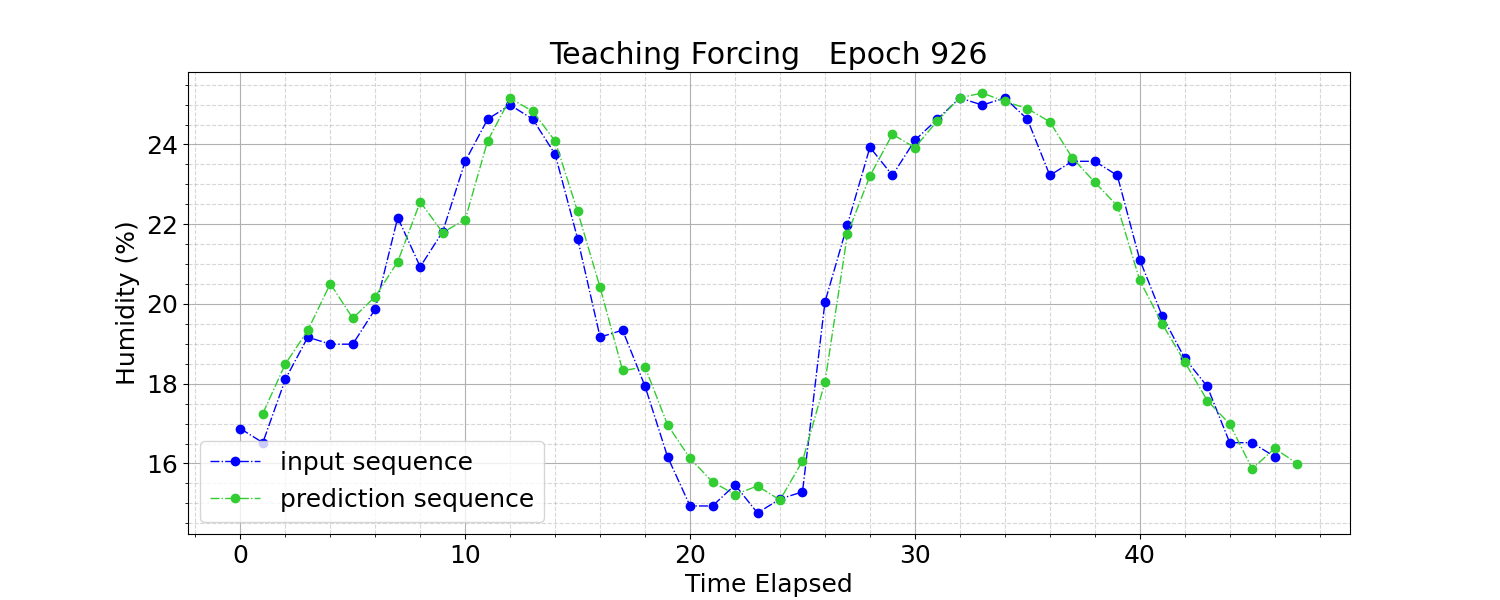 Teaching Forcing   Epoch 926
Humidity (%)
24
22
20
18
16
input sequence
prediction sequence
0 10 20 30 40
Time Elapsed